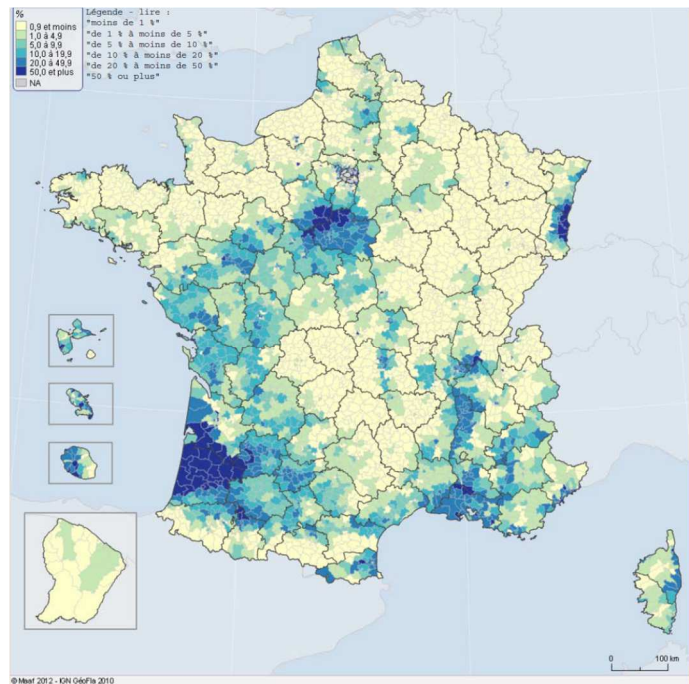 %
0,9 et moins
1,0 à 4,9
5,0 à 9,9
10,0 à 19,9
20,0 à 49,9
50,0 et plus
NA
Légende - lire :
"moins de 1 %"
"de 1 % à moins de 5 %"
"de 5 % à moins de 10 %"
"de 10 % à moins de 20 %"
"de 20 % à moins de 50 %"
"50 % ou plus"
0 100 km
© Maaf 2012 - IGN GéoFla 2010